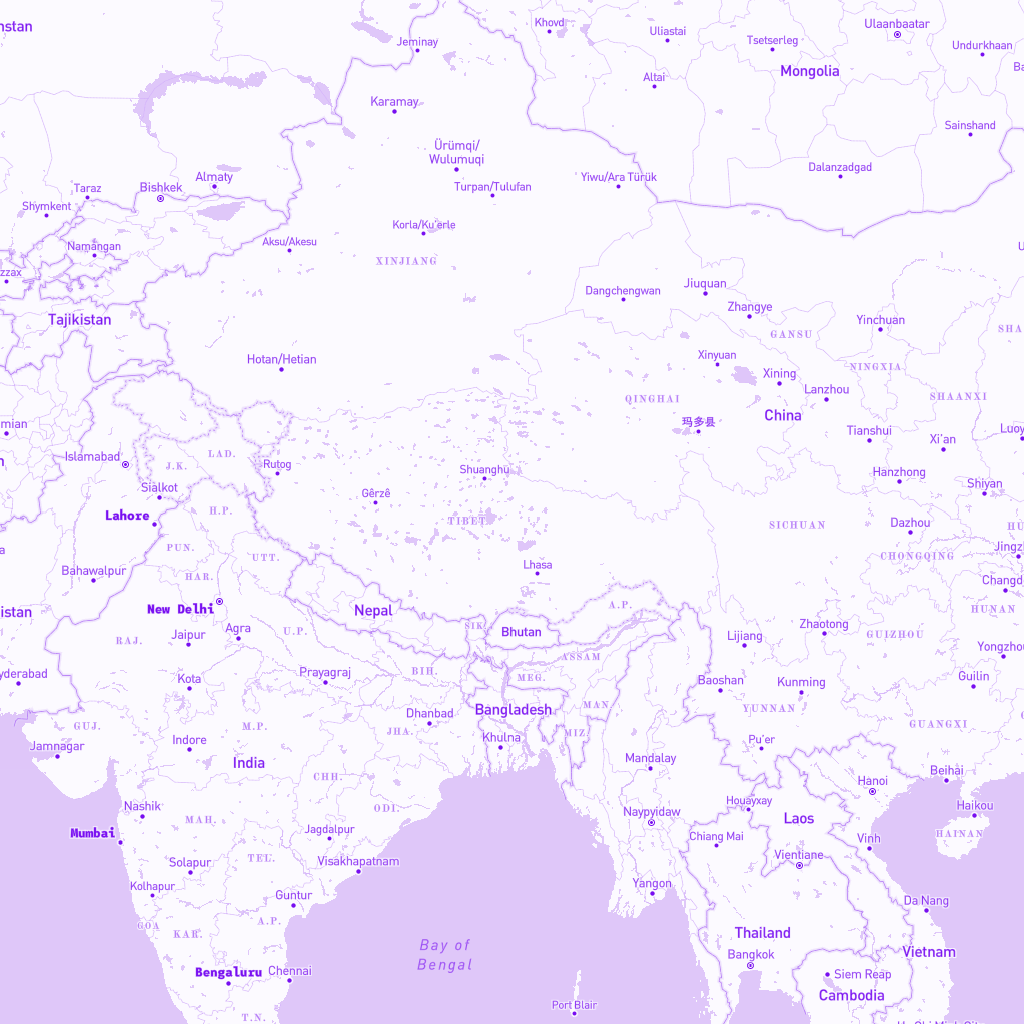 Khovd
Uliastai
Ulaanbaatar
Jeminay
Tsetserleg
Undurkhaan
Mongolia
Altai
Karamay
Sainshand
Ürümqi/
Wulumuqi
Dalanzadgad
Almaty
Turpan/Tulufan
Yiwu/Ara Türük
Taraz
Bishkek
Shymkent
Korla/Ku'erle
Aksu/Akesu
Namangan
XINJIANG
Dangchengwan
Jiuquan
Zhangye
Yinchuan
Tajikistan
GANSU
Hotan/Hetian
Xinyuan
NINGXIA
Xining
Lanzhou
QINGHAI
SHAANXI
China
玛多县
Tianshui
Xi'an
Islamabad
LAD.
J.K.
Rutog
Shuanghu
Hanzhong
Sialkot
Gêrzê
Shiyan
Lahore
H.P.
TIBET
SICHUAN
Dazhou
PUN.
UTT.
CHONGQING
Bahawalpur
HAR.
Lhasa
New Delhi
Nepal
A.P.
HUNAN
SIK.
Bhutan
Zhaotong
Lijiang
GUIZHOU
RAJ.
Jaipur
Agra
U.P.
ASSAM
BIH.
MEG.
Prayagraj
Kota
Baoshan
Kunming
Guilin
MAN.
YUNNAN
Bangladesh
Dhanbad
GUJ.
M.P.
JHA.
MIZ.
GUANGXI
Jamnagar
Indore
Khulna
Pu'er
India
Mandalay
CHH.
Hanoi
Beihai
Nashik
ODI.
Houayxay
Haikou
Naypyidaw
MAH.
Laos
Mumbai
Jagdalpur
Chiang Mai
Vinh
HAINAN
TEL.
Vientiane
Solapur
Visakhapatnam
Kolhapur
Yangon
Guntur
Da Nang
GOA
A.P.
KAR.
Thailand
Bay of
Bengal
Bangkok
Vietnam
Bengaluru
Chennai
Siem Reap
Cambodia
Port Blair
T.N.